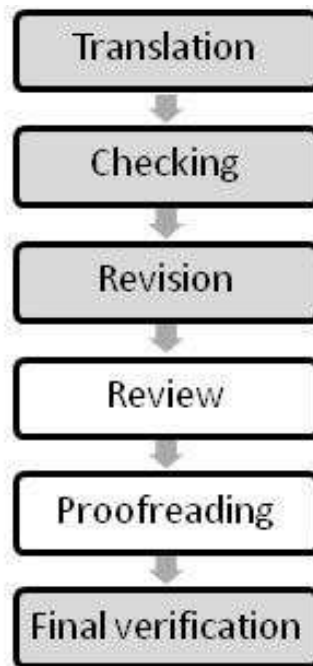 Translation
Checking
Revision
Review
Proofreading
Final verification